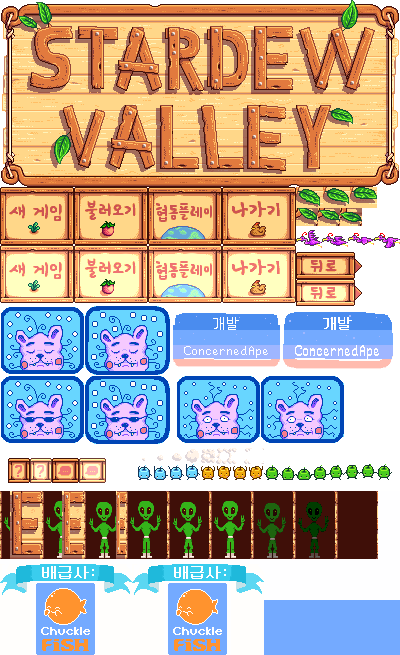 STARDEW
VALLEY
새 게임 불러오기 협동플레이 나가기
새 게임 불러오기 협동플레이 나가기
뒤로
뒤로
개발 개발
ConcernedApe ConcernedApe
? ?
E E E
배급사: 배급사:
Chuckle Chuckle
FISH FISH